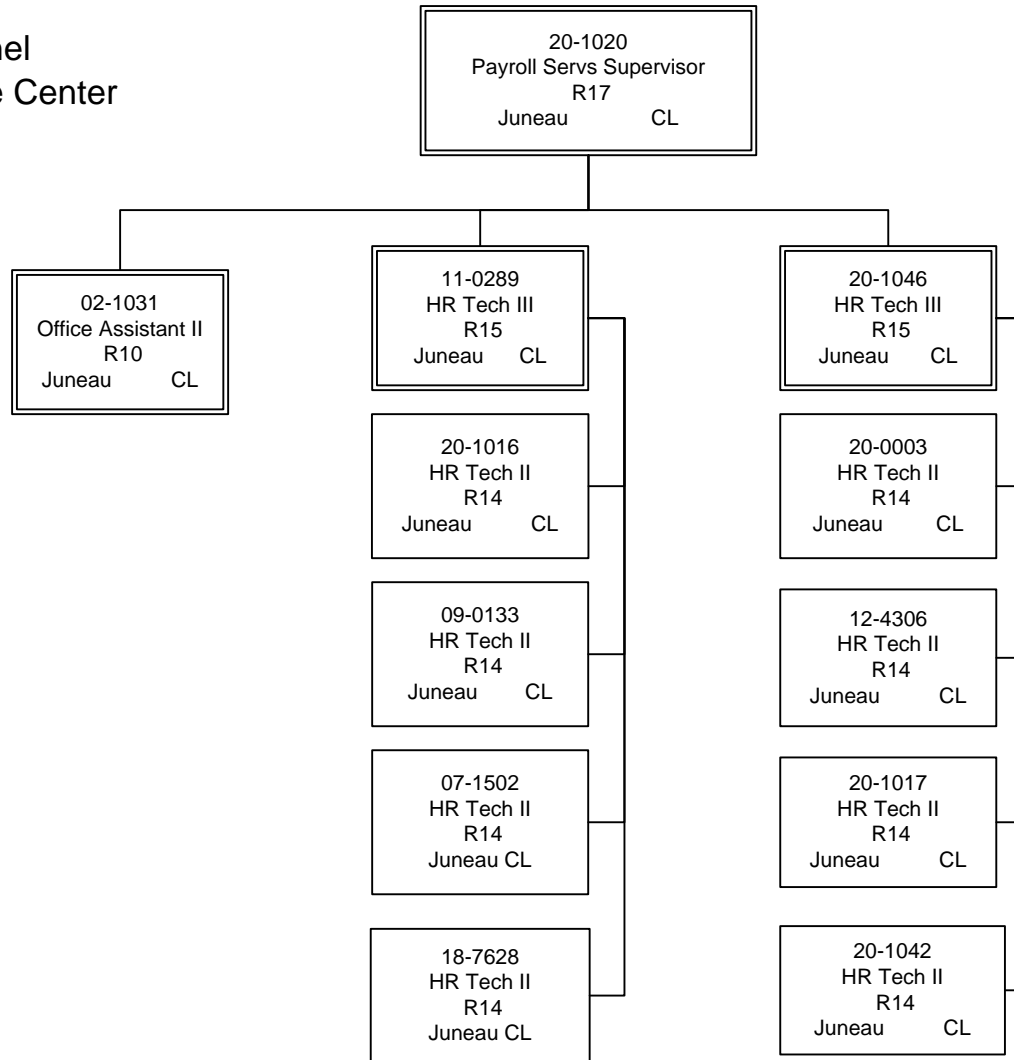 nel
e Center
20-1020
Payroll Servs Supervisor
R17
Juneau CL
02-1031
Office Assistant II
R10
Juneau CL
11-0289
HR Tech III
R15
Juneau CL
20-1016
HR Tech II
R14
Juneau CL
09-0133
HR Tech II
R14
Juneau CL
07-1502
HR Tech II
R14
Juneau CL
18-7628
HR Tech II
R14
Juneau CL
20-1046
HR Tech III
R15
Juneau CL
20-0003
HR Tech II
R14
Juneau CL
12-4306
HR Tech II
R14
Juneau CL
20-1017
HR Tech II
R14
Juneau CL
20-1042
HR Tech II
R14
Juneau CL